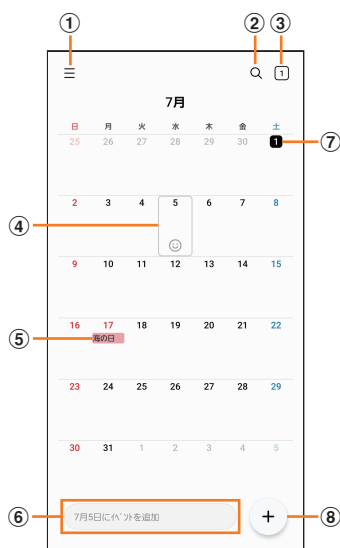 ① ② ③
1
7月
日 月 火 水 木 金 土
25 26 27 28 29 30 1 ⑦
④ 2 3 4 5 6 7 8
9 10 11 12 13 14 15
16 17 18 19 20 21 22
⑤ 海の日
23 24 25 26 27 28 29
30 31 1 2 3 4 5
⑥ 7月5日にイベントを追加 + ⑧